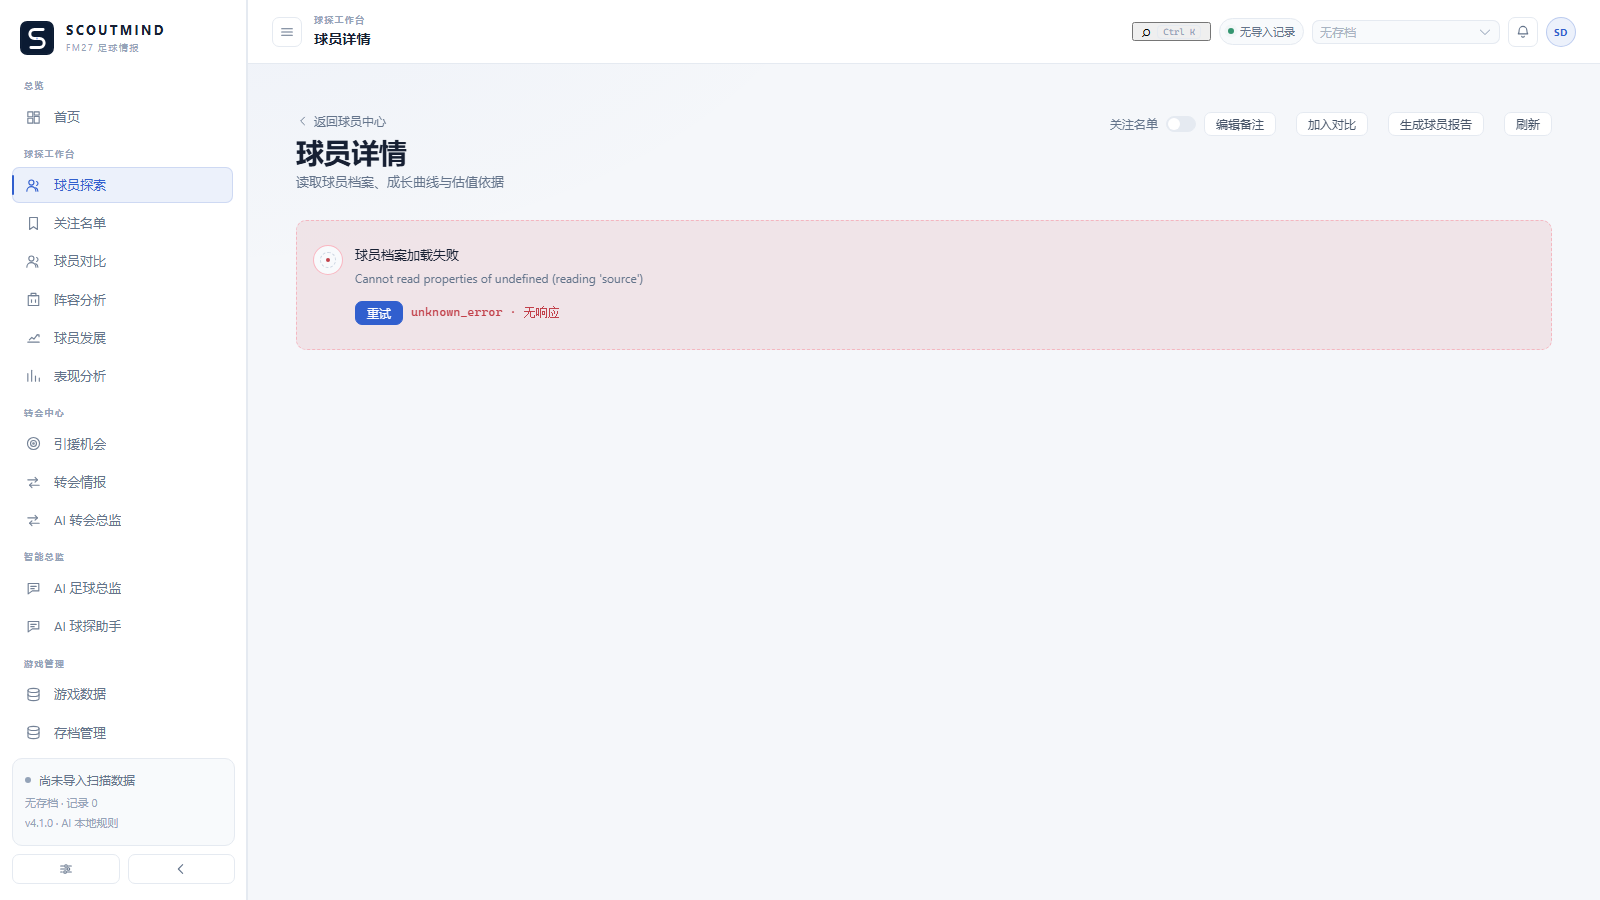 SCOUTMIND
FM27 足球情报
总览
首页
球探工作台
球员探索
关注名单
球员对比
阵容分析
球员发展
表现分析
转会中心
引援机会
转会情报
AI 转会总监
智能总监
AI 足球总监
AI 球探助手
游戏管理
游戏数据
存档管理
尚未导入扫描数据
无存档 · 记录 0
v4.1.0 · AI 本地规则
球探工作台
球员详情
Ctrl K
无导入记录
无存档
SD
返回球员中心
球员详情
读取球员档案、成长曲线与估值依据
关注名单
编辑备注
加入对比
生成球员报告
刷新
球员档案加载失败
Cannot read properties of undefined (reading 'source')
重试
unknown_error · 无响应